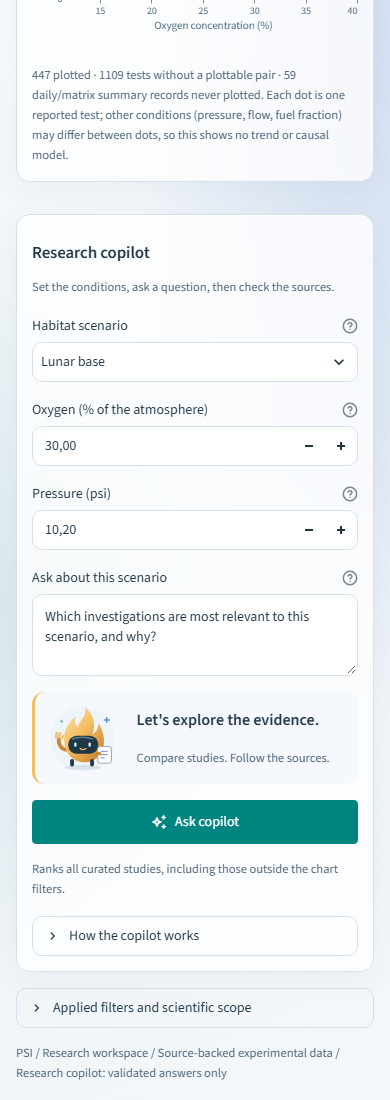 15 20 25 30 35 40
Oxygen concentration (%)
447 plotted · 1109 tests without a plottable pair · 59
daily/matrix summary records never plotted. Each dot is one
reported test; other conditions (pressure, flow, fuel fraction)
may differ between dots, so this shows no trend or causal
model.
Research copilot
Set the conditions, ask a question, then check the sources.
Habitat scenario
Lunar base
Oxygen (% of the atmosphere)
30,00
Pressure (psi)
10,20
Ask about this scenario
Which investigations are most relevant to this
scenario, and why?
Let's explore the evidence.
Compare studies. Follow the sources.
Ask copilot
Ranks all curated studies, including those outside the chart
filters.
How the copilot works
Applied filters and scientific scope
PSI / Research workspace / Source-backed experimental data /
Research copilot: validated answers only